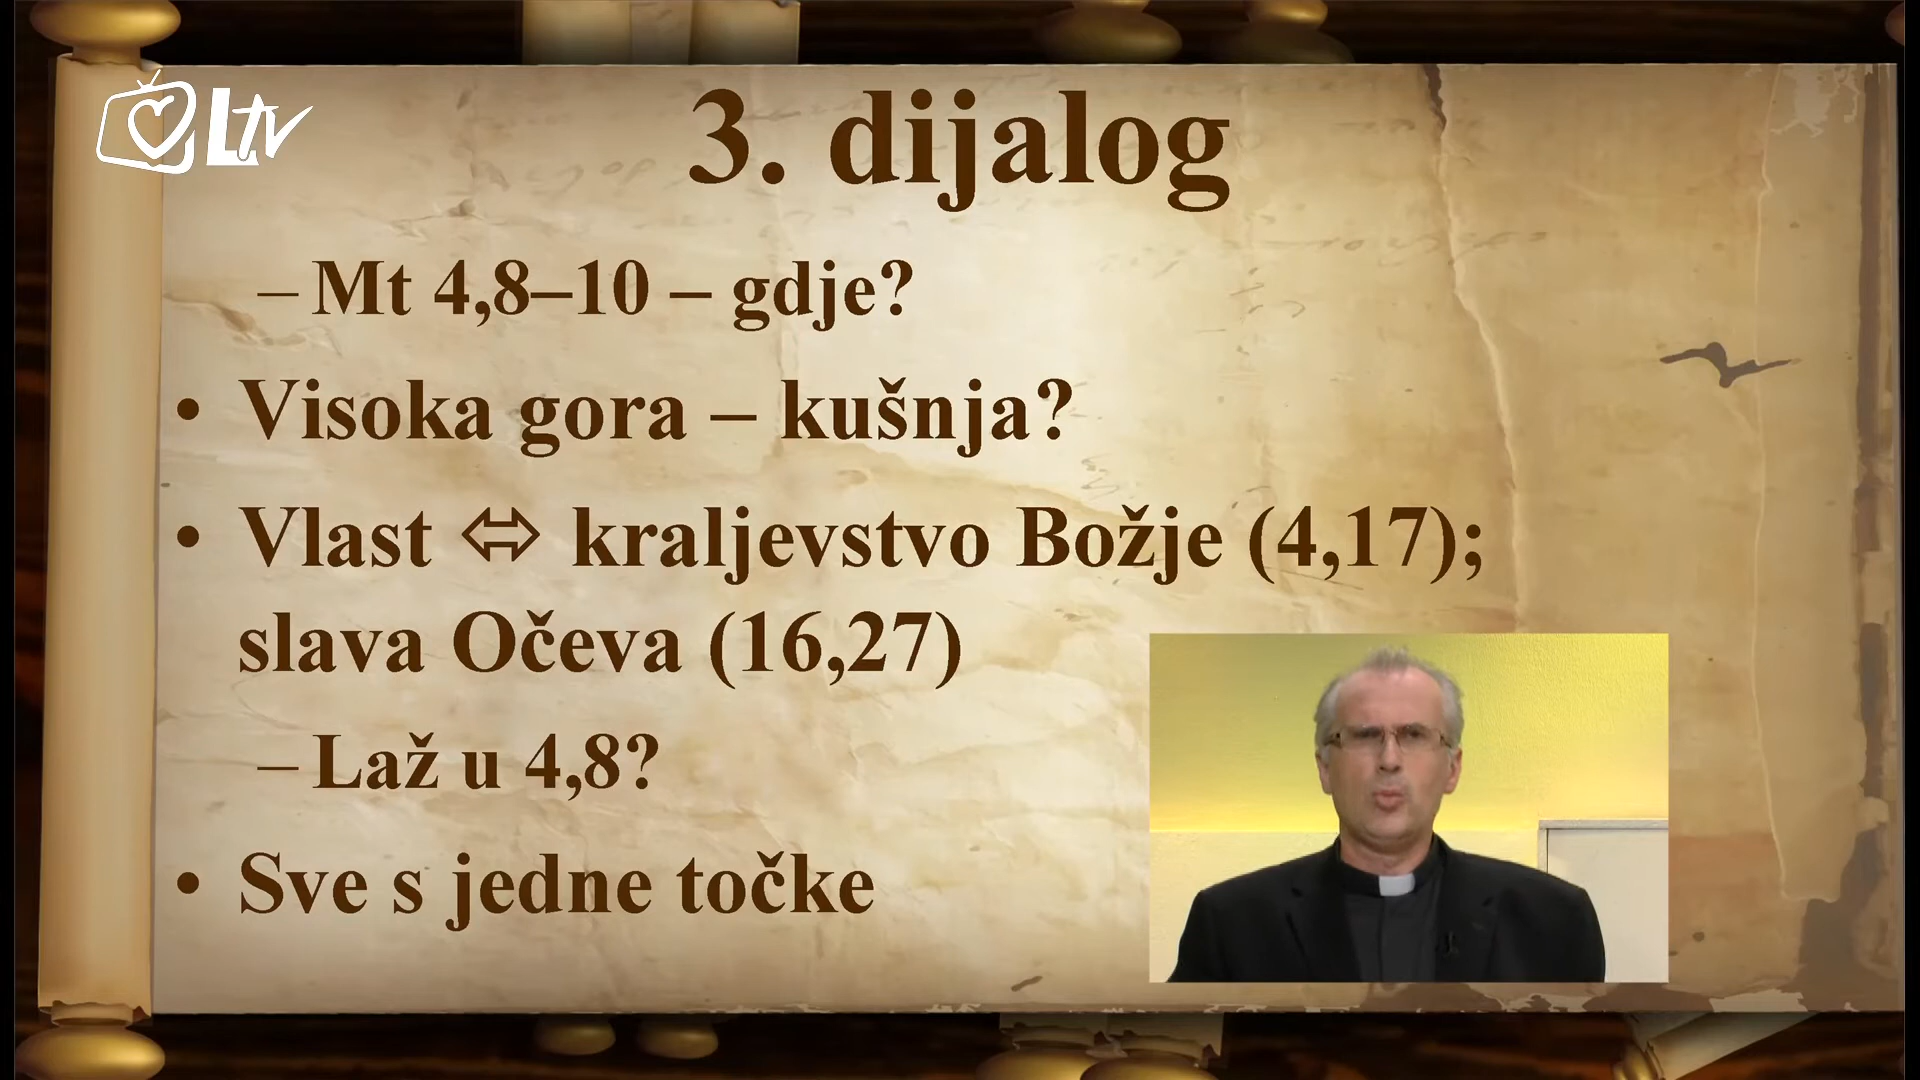 LTV
3. dijalog
– Mt 4,8–10 – gdje?
• Visoka gora – kušnja?
• Vlast ⬄ kraljevstvo Božje (4,17);
slava Očeva (16,27)
– Laž u 4,8?
• Sve s jedne točke